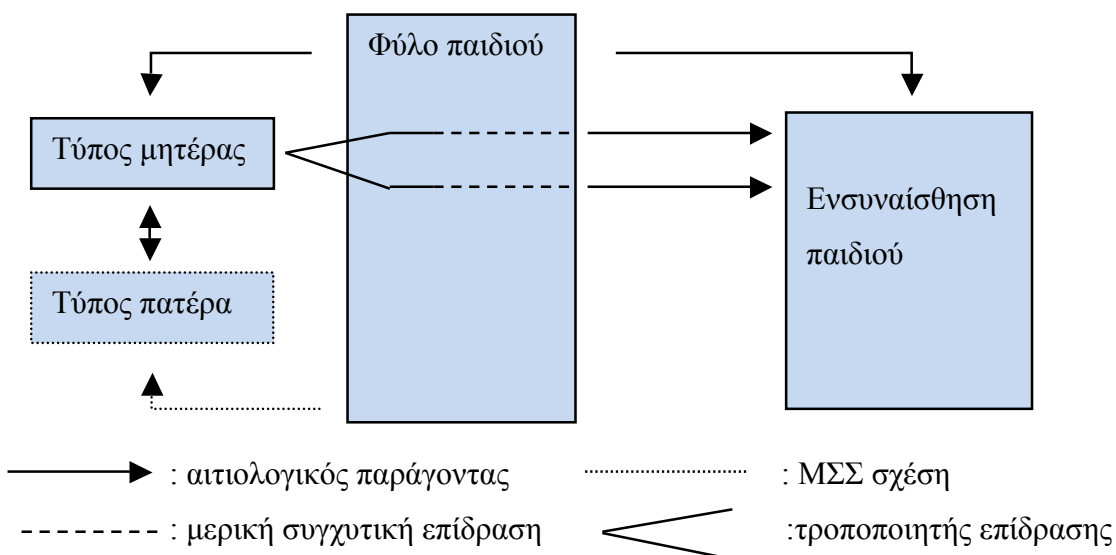 Φύλο παιδιού
Τύπος μητέρας
Ενσυναίσθηση
παιδιού
Τύπος πατέρα
: αιτιολογικός παράγοντας
: ΜΣΣ σχέση
: μερική συγχυτική επίδραση
:τροποποιητής επίδρασης